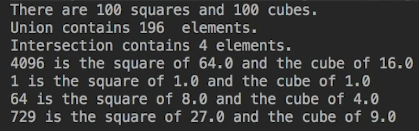 There are 100 squares and 100 cubes.
Union contains 196  elements.
Intersection contains 4 elements.
4096 is the square of 64.0 and the cube of 16.0
1 is the square of 1.0 and the cube of 1.0
64 is the square of 8.0 and the cube of 4.0
729 is the square of 27.0 and the cube of 9.0